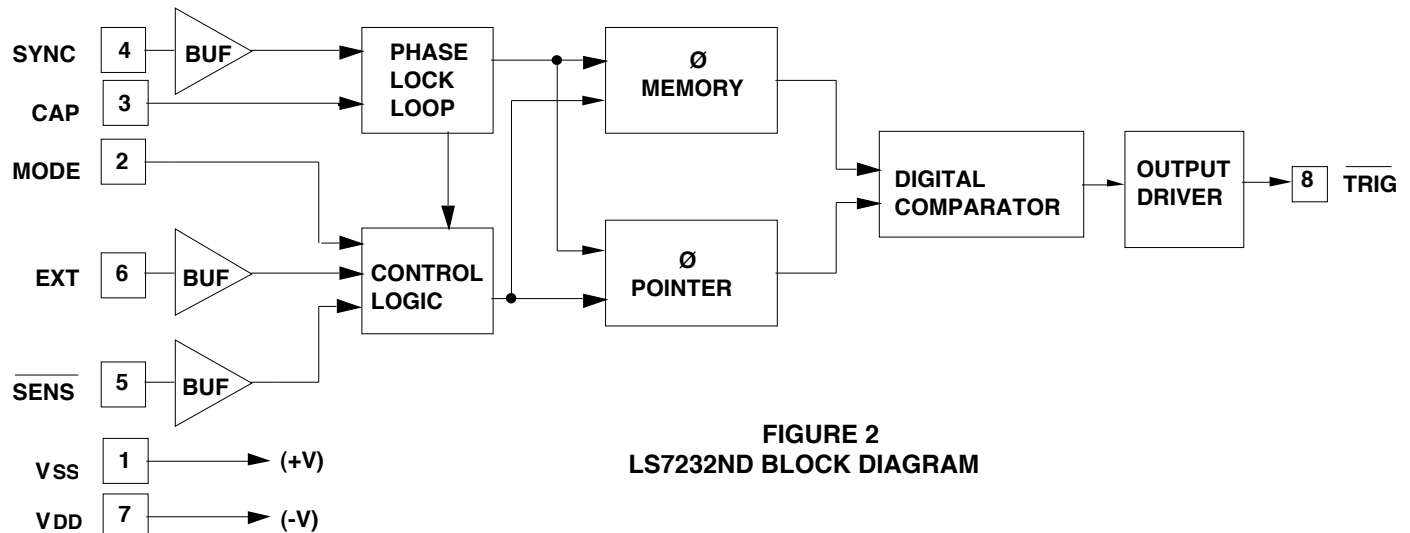 SYNC 4 BUF
CAP 3
MODE 2
EXT 6 BUF
SENS 5 BUF
VSS 1 (+V)
VDD 7 (-V)
PHASE
LOCK
LOOP
CONTROL
LOGIC
Ø
MEMORY
Ø
POINTER
DIGITAL
COMPARATOR
OUTPUT
DRIVER
8 TRIG
FIGURE 2
LS7232ND BLOCK DIAGRAM